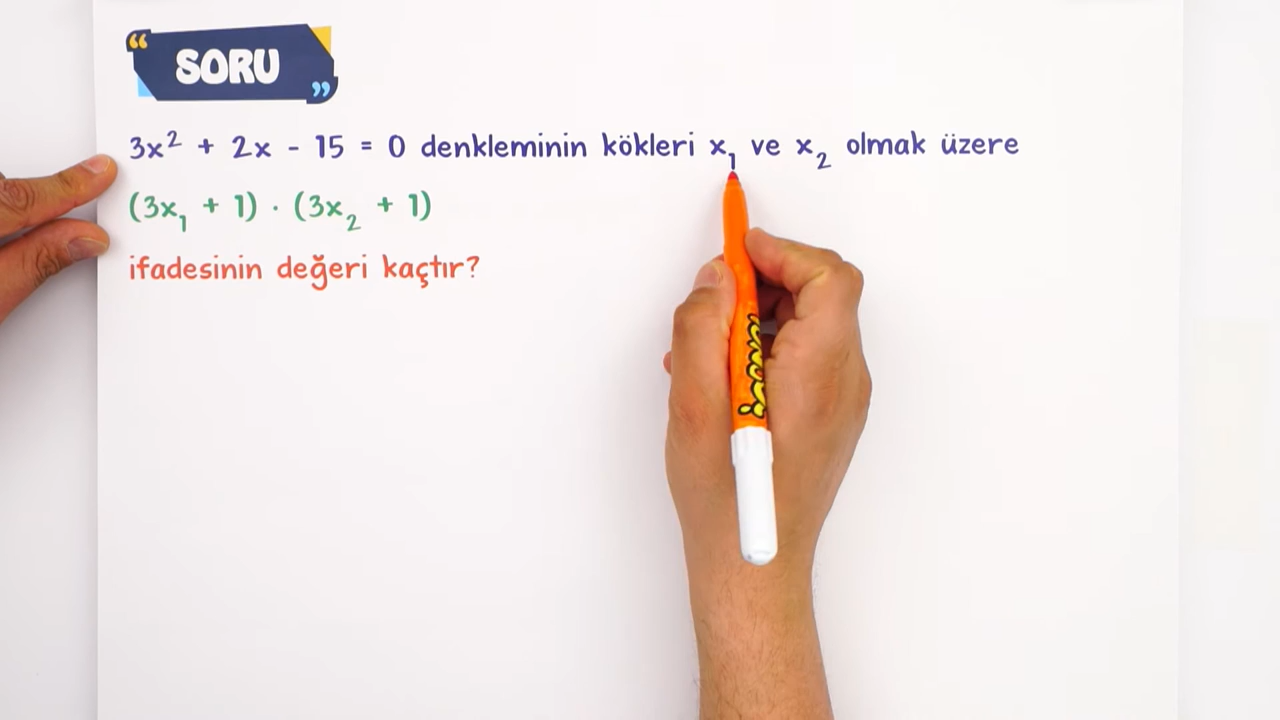 “ SORU ”
3x² + 2x - 15 = 0 denkleminin kökleri x₁ ve x₂ olmak üzere
(3x₁ + 1) · (3x₂ + 1)
ifadesinin değeri kaçtır?